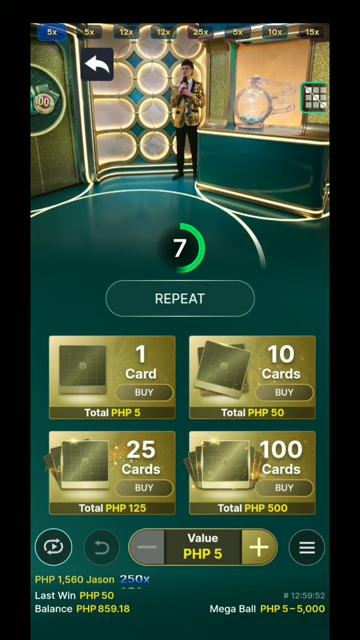 5x 5x 12x 12x 25x 5x 10x 15x
7
REPEAT
1
Card
BUY
Total PHP 5
10
Cards
BUY
Total PHP 50
25
Cards
BUY
Total PHP 125
100
Cards
BUY
Total PHP 500
Value
PHP 5
PHP 1,560 Jason 250x
Last Win PHP 50
# 12:59:52
Balance PHP 859.18
Mega Ball PHP 5 – 5,000